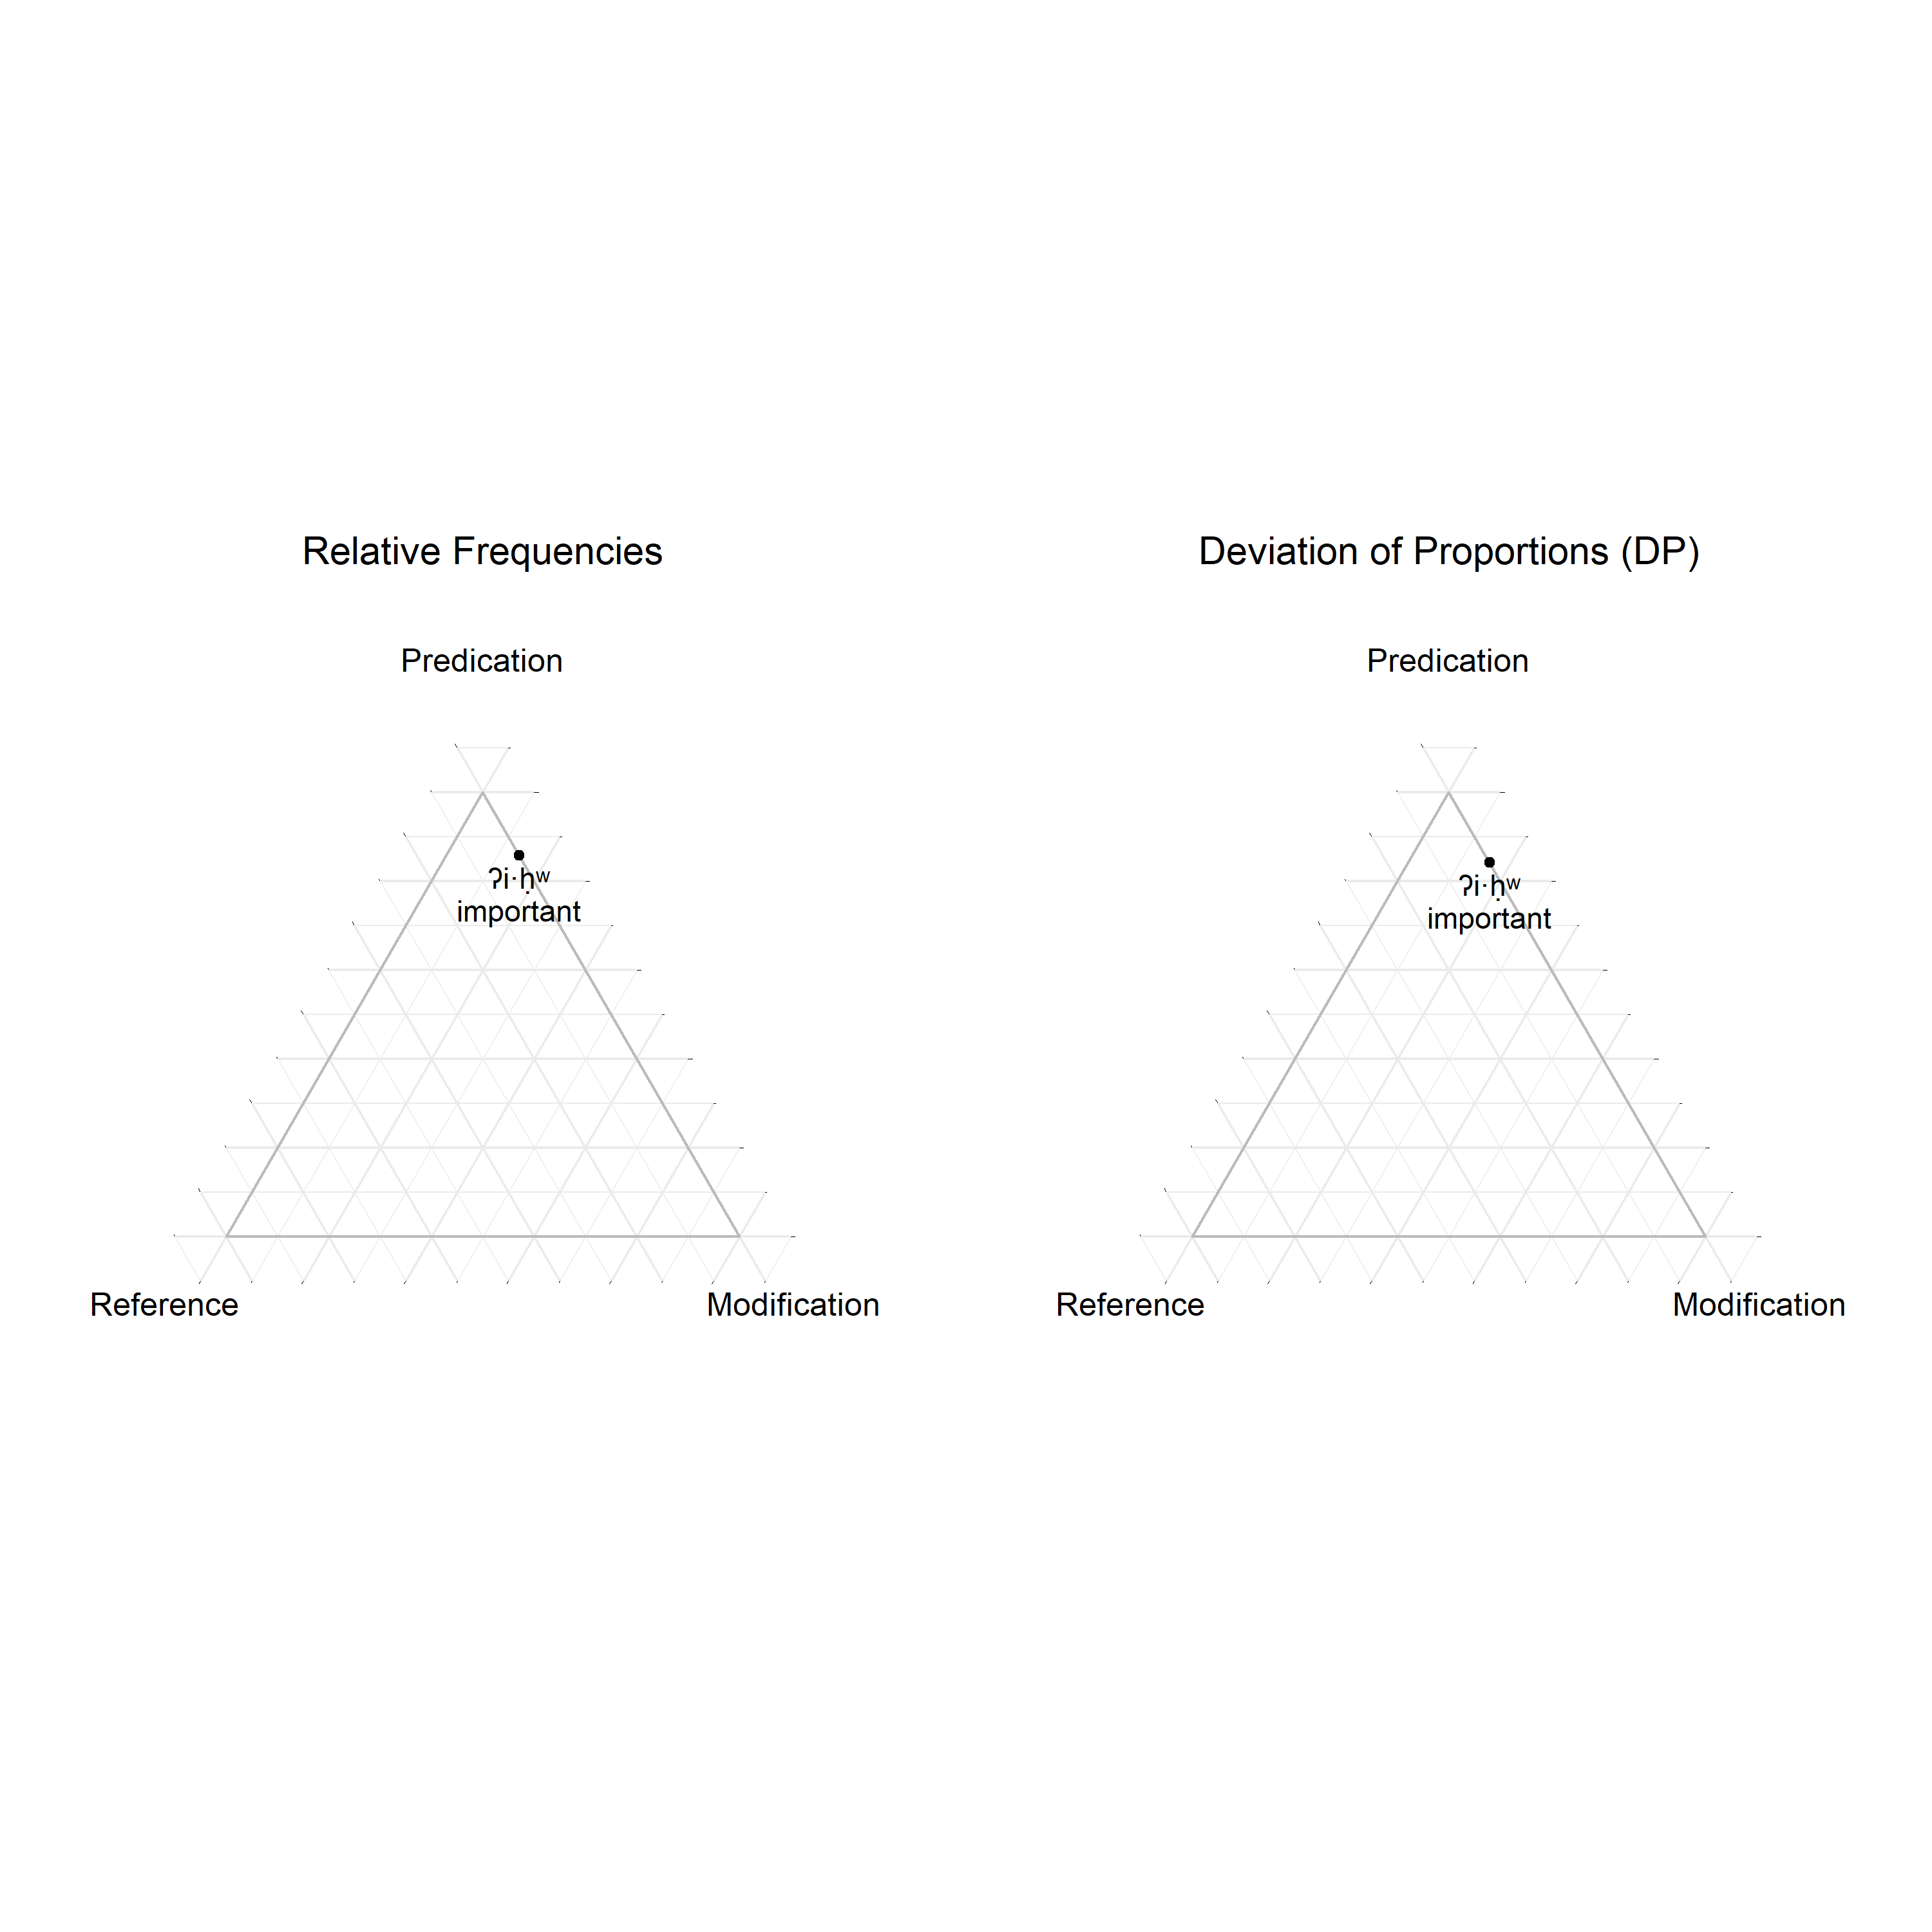 Relative Frequencies
Predication
ʔi·ḥʷ
important
Reference
Modification
Deviation of Proportions (DP)
Predication
ʔi·ḥʷ
important
Reference
Modification